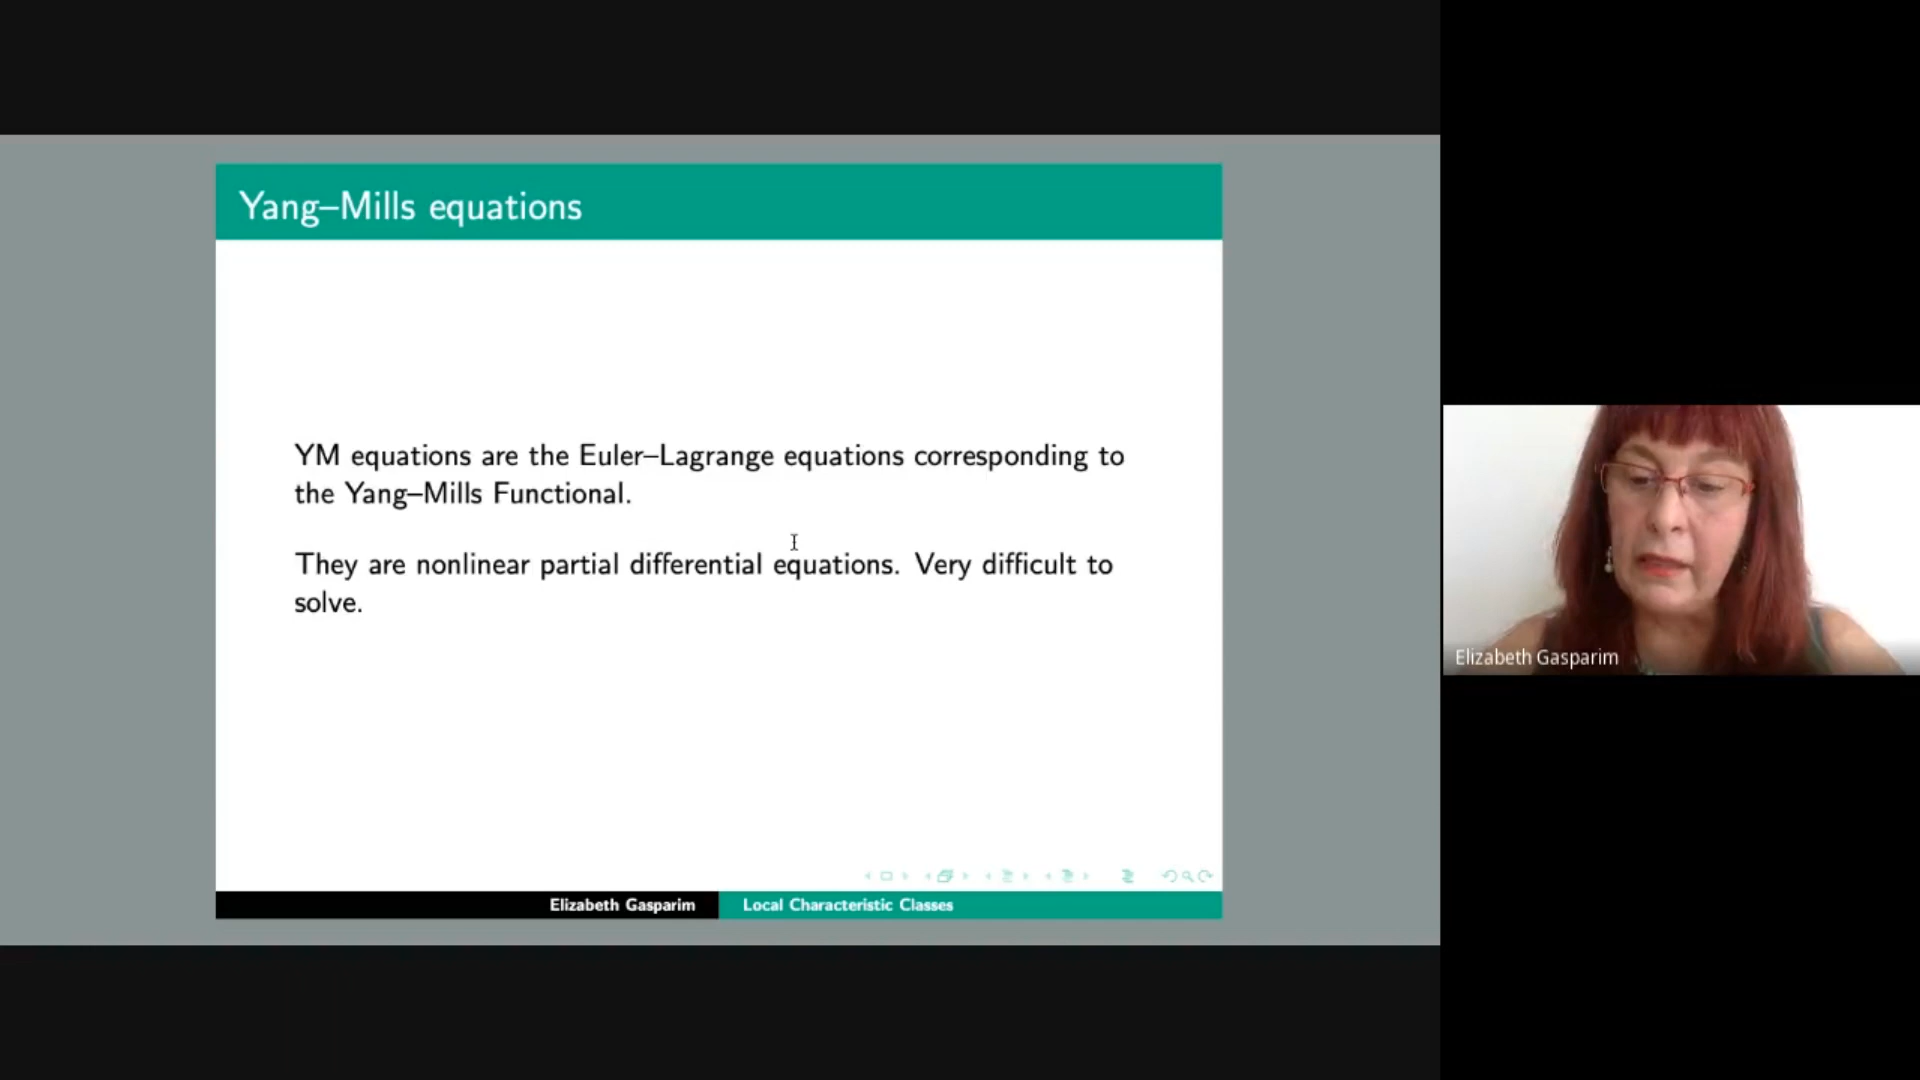 Yang–Mills equations
YM equations are the Euler–Lagrange equations corresponding to
the Yang–Mills Functional.
They are nonlinear partial differential equations. Very difficult to
solve.
Elizabeth Gasparim
Local Characteristic Classes
Elizabeth Gasparim